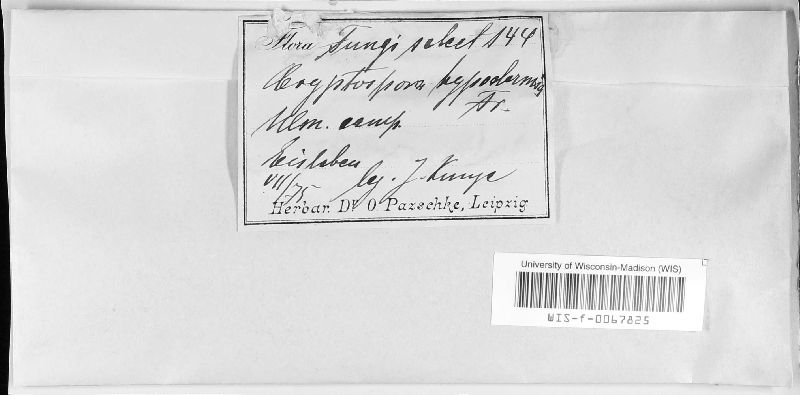 Flora Fungi select 144
Cryptospora hypodermia
Fr.
Ulm. camp.
Eisleben
VII/75 leg. J. Kunze
Herbar. Dr. O. Pazschke, Leipzig
University of Wisconsin-Madison (WIS)
WIS-f-0067825